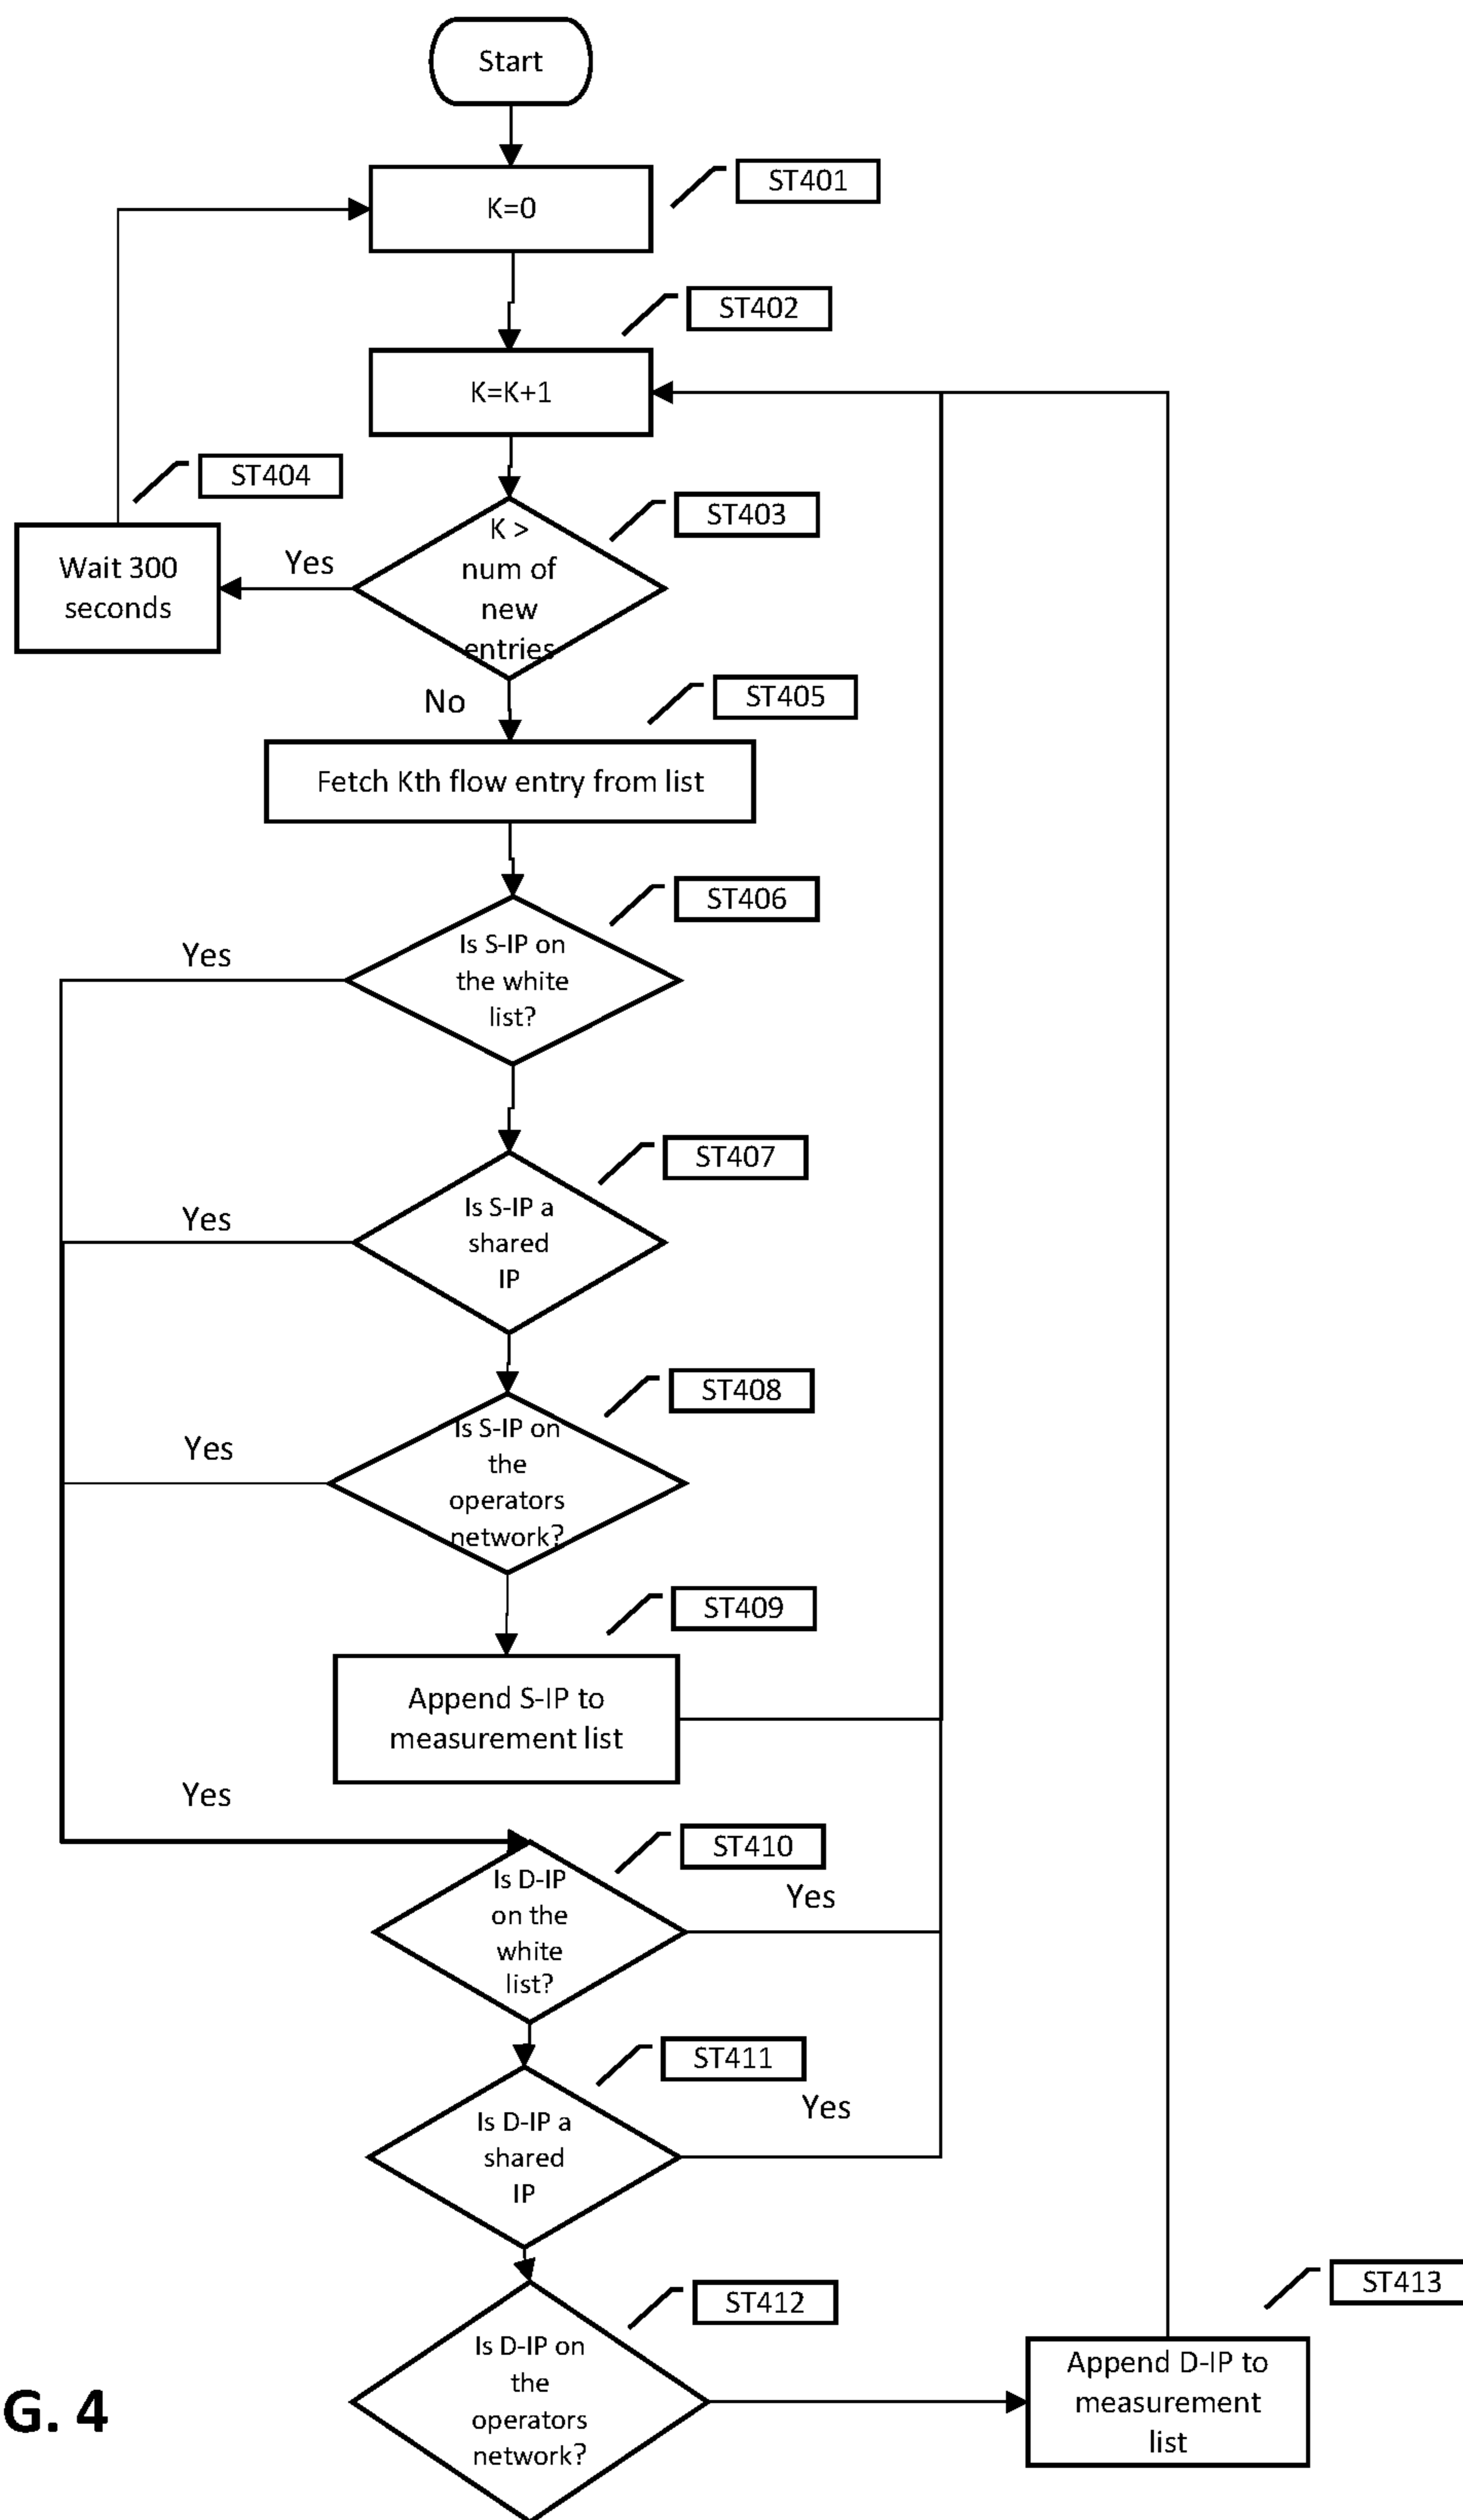 Start
K=0
ST401
K=K+1
ST402
K >
num of
new
entries
ST403
Yes
Wait 300
seconds
ST404
No
Fetch Kth flow entry from list
ST405
Is S-IP on
the white
list?
ST406
Yes
Is S-IP a
shared
IP
ST407
Yes
Is S-IP on
the
operators
network?
ST408
Yes
Append S-IP to
measurement list
ST409
Yes
Is D-IP
on the
white
list?
ST410
Yes
Is D-IP a
shared
IP
ST411
Yes
Is D-IP on
the
operators
network?
ST412
Append D-IP to
measurement
list
ST413
G. 4